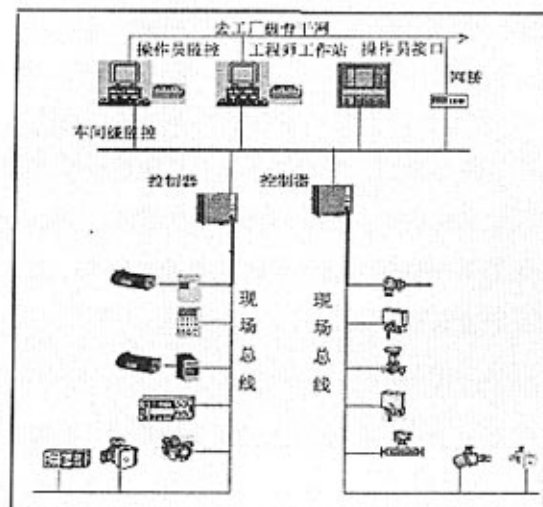 去工厂级骨干网
操作员监控
工程师工作站
操作员接口
网桥
车间级监控
控制器
控制器
现场总线
现场总线